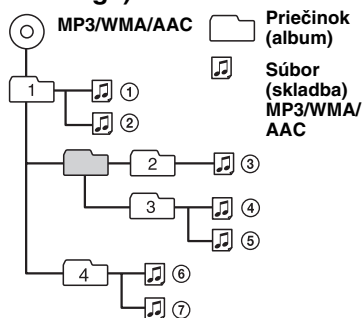 MP3/WMA/AAC
Priečinok
(album)
Súbor
(skladba)
MP3/WMA/
AAC
1
①
②
2
③
3
④
⑤
4
⑥
⑦